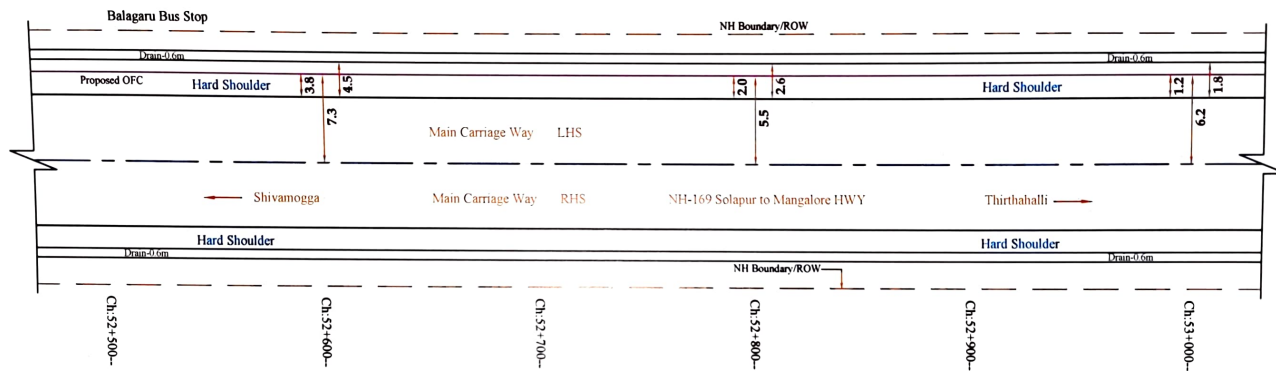 Balagaru Bus Stop
NH Boundary/ROW
Drain-0.6m
Drain-0.6m
Proposed OFC
Hard Shoulder
3.8
4.5
2.0
2.6
Hard Shoulder
1.2
1.8
7.3
5.5
6.2
Main Carriage Way LHS
Shivamogga
Main Carriage Way RHS
NH-169 Solapur to Mangalore HWY
Thirthahalli
Hard Shoulder
Hard Shoulder
Drain-0.6m
Drain-0.6m
NH Boundary/ROW
Ch:52+500--
Ch:52+600--
Ch:52+700--
Ch:52+800--
Ch:52+900--
Ch:53+000--